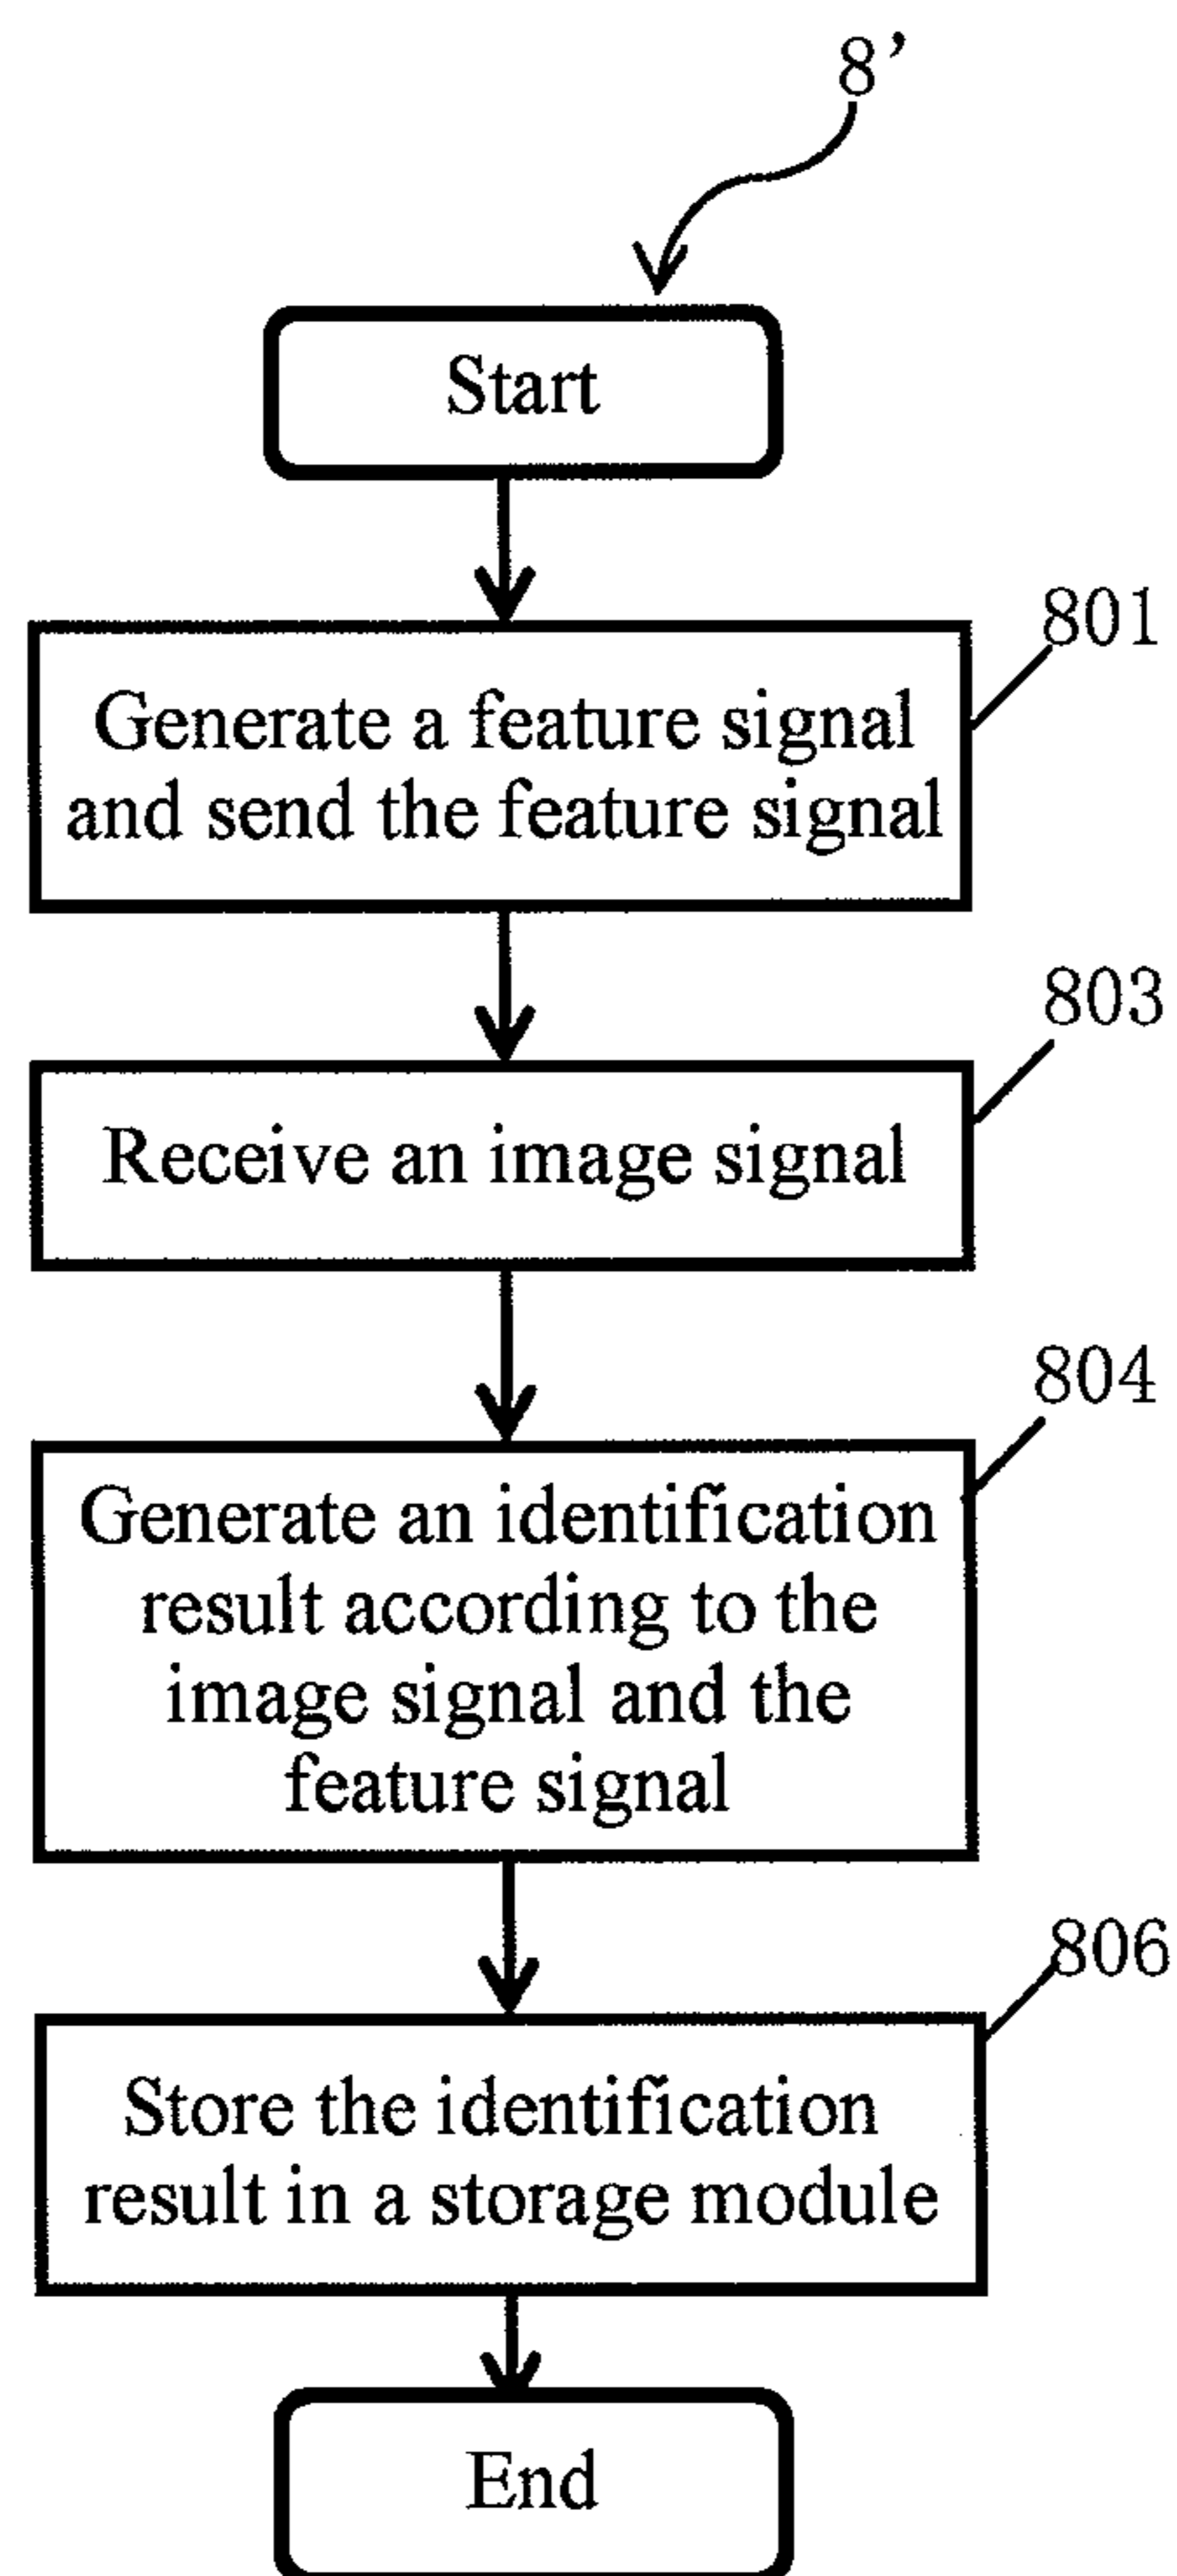 8’
Start
801
Generate a feature signal
and send the feature signal
803
Receive an image signal
804
Generate an identification
result according to the
image signal and the
feature signal
806
Store the identification
result in a storage module
End